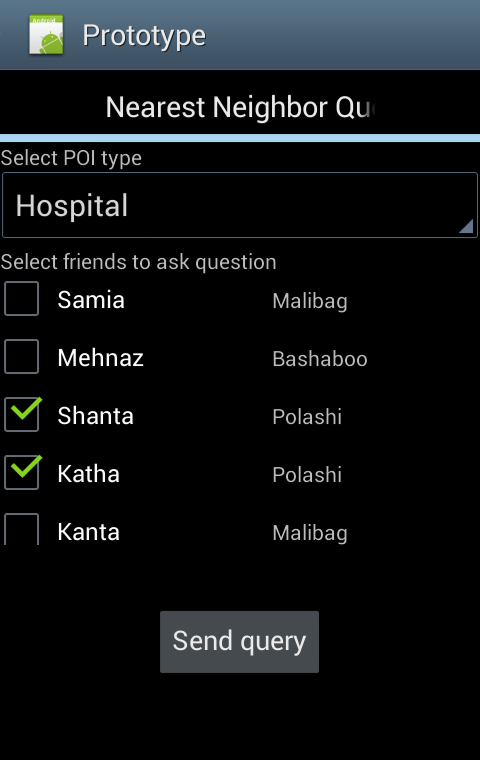 Android
Prototype
Nearest Neighbor Qu
Select POI type
Hospital
Select friends to ask question
Samia Malibag
Mehnaz Bashaboo
Shanta Polashi
Katha Polashi
Kanta Malibag
Send query